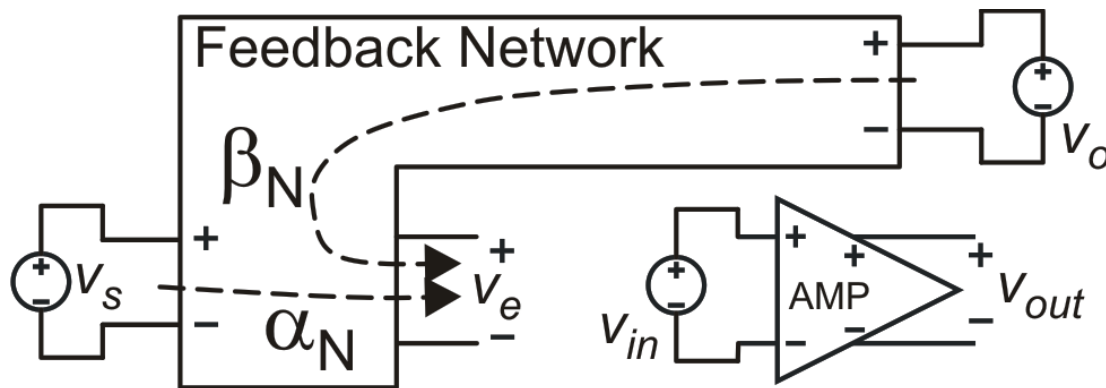 Feedback Network
+
−
+
−
v_o
β_N
+
−
+
−
v_s
α_N
+
v_e
−
+
−
v_in
+
−
AMP
+
−
+
v_out
−